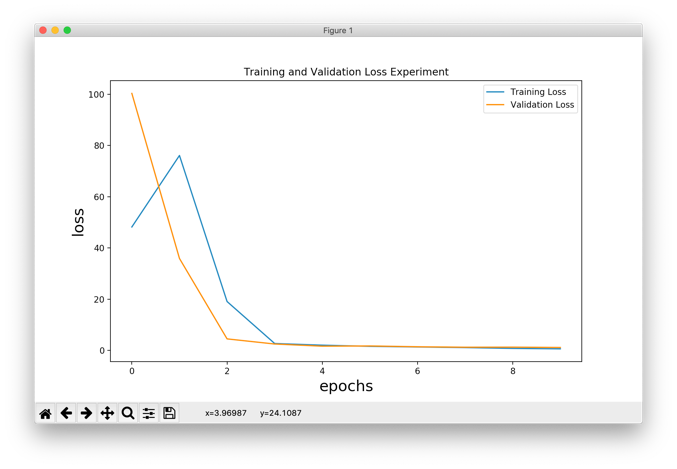 Figure 1
Training and Validation Loss Experiment
Training Loss
Validation Loss
100
80
60
40
20
0
loss
0 2 4 6 8
epochs
x=3.96987 y=24.1087